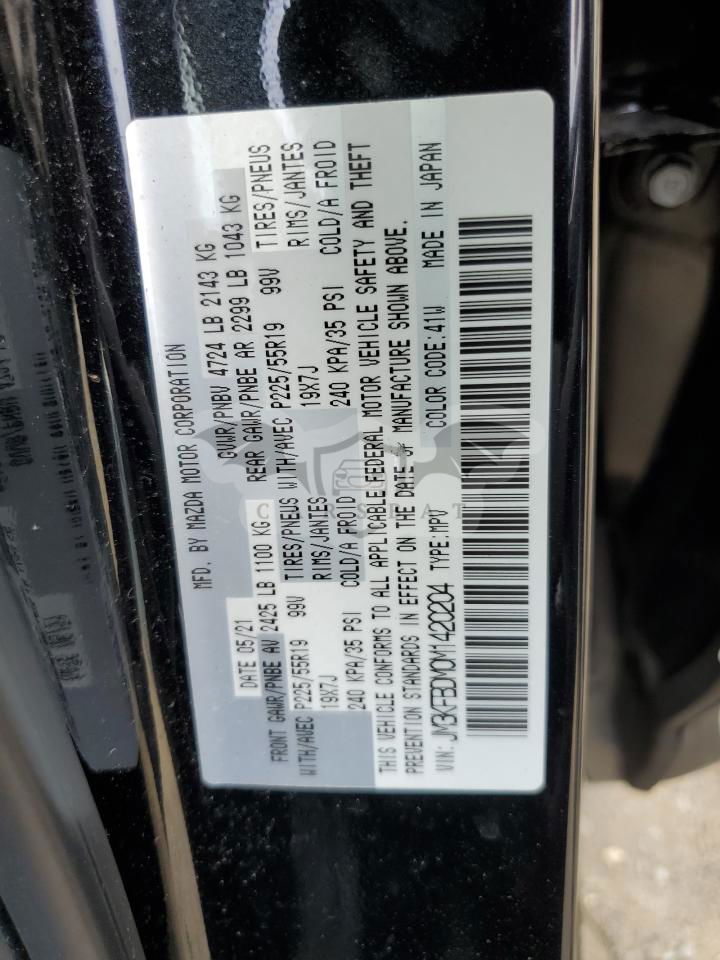 MFD. BY MAZDA MOTOR CORPORATION
DATE 05/21 GVWR/PNBV 4724 LB 2143 KG
FRONT GAWR/PNBE AV 2425 LB 1100 KG REAR GAWR/PNBE AR 2299 LB 1043 KG
WITH/AVEC P225/55R19 99V TIRES/PNEUS WITH/AVEC P225/55R19 99V TIRES/PNEUS
19X7J RIMS/JANTES 19X7J RIMS/JANTES
240 KPA/35 PSI COLD/A FROID 240 KPA/35 PSI COLD/A FROID
THIS VEHICLE CONFORMS TO ALL APPLICABLE FEDERAL MOTOR VEHICLE SAFETY AND THEFT
PREVENTION STANDARDS IN EFFECT ON THE DATE OF MANUFACTURE SHOWN ABOVE.
VIN: JM3KFBDM0M1420204 TYPE:MPV COLOR CODE:41W MADE IN JAPAN